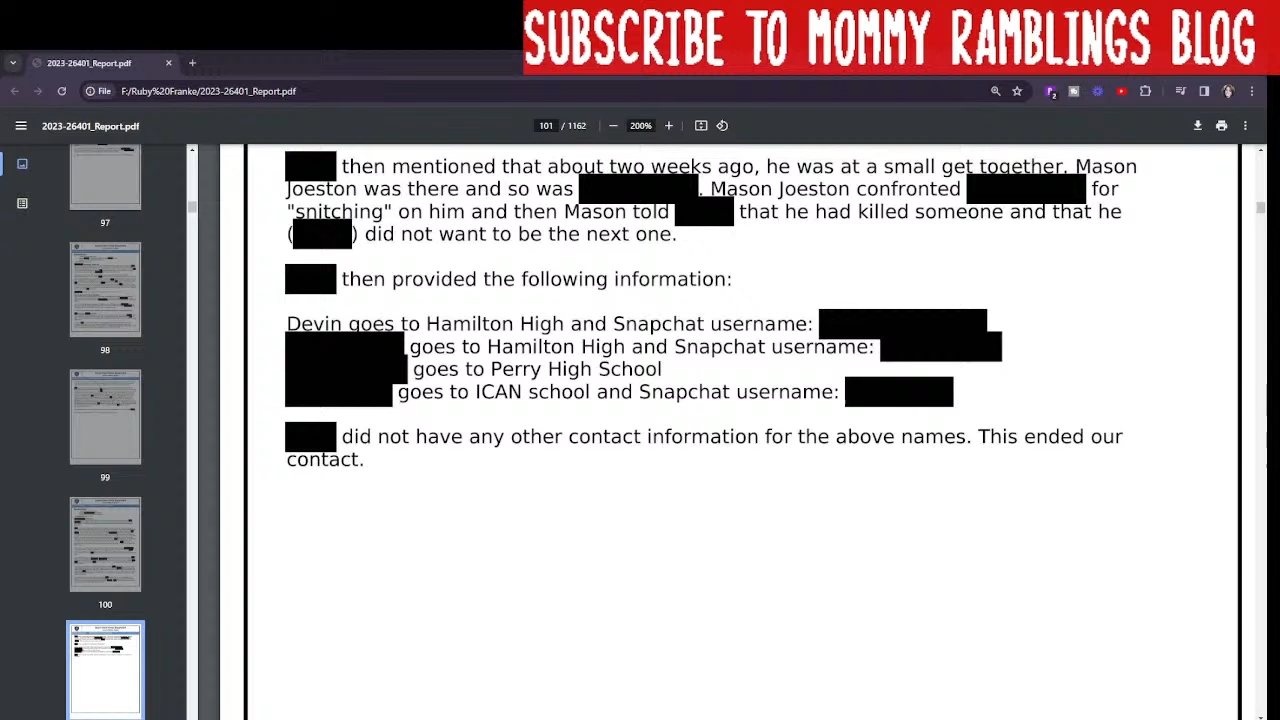 SUBSCRIBE TO MOMMY RAMBLINGS BLOG
2023-26401_Report.pdf
File
F:/Ruby%20Franke/2023-26401_Report.pdf
2
2023-26401_Report.pdf
101 / 1162
200%
then mentioned that about two weeks ago, he was at a small get together. Mason
Joeston was there and so was . Mason Joeston confronted for
"snitching" on him and then Mason told that he had killed someone and that he
( ) did not want to be the next one.
then provided the following information:
Devin goes to Hamilton High and Snapchat username:
goes to Hamilton High and Snapchat username:
goes to Perry High School
goes to ICAN school and Snapchat username:
did not have any other contact information for the above names. This ended our
contact.
97
98
99
100